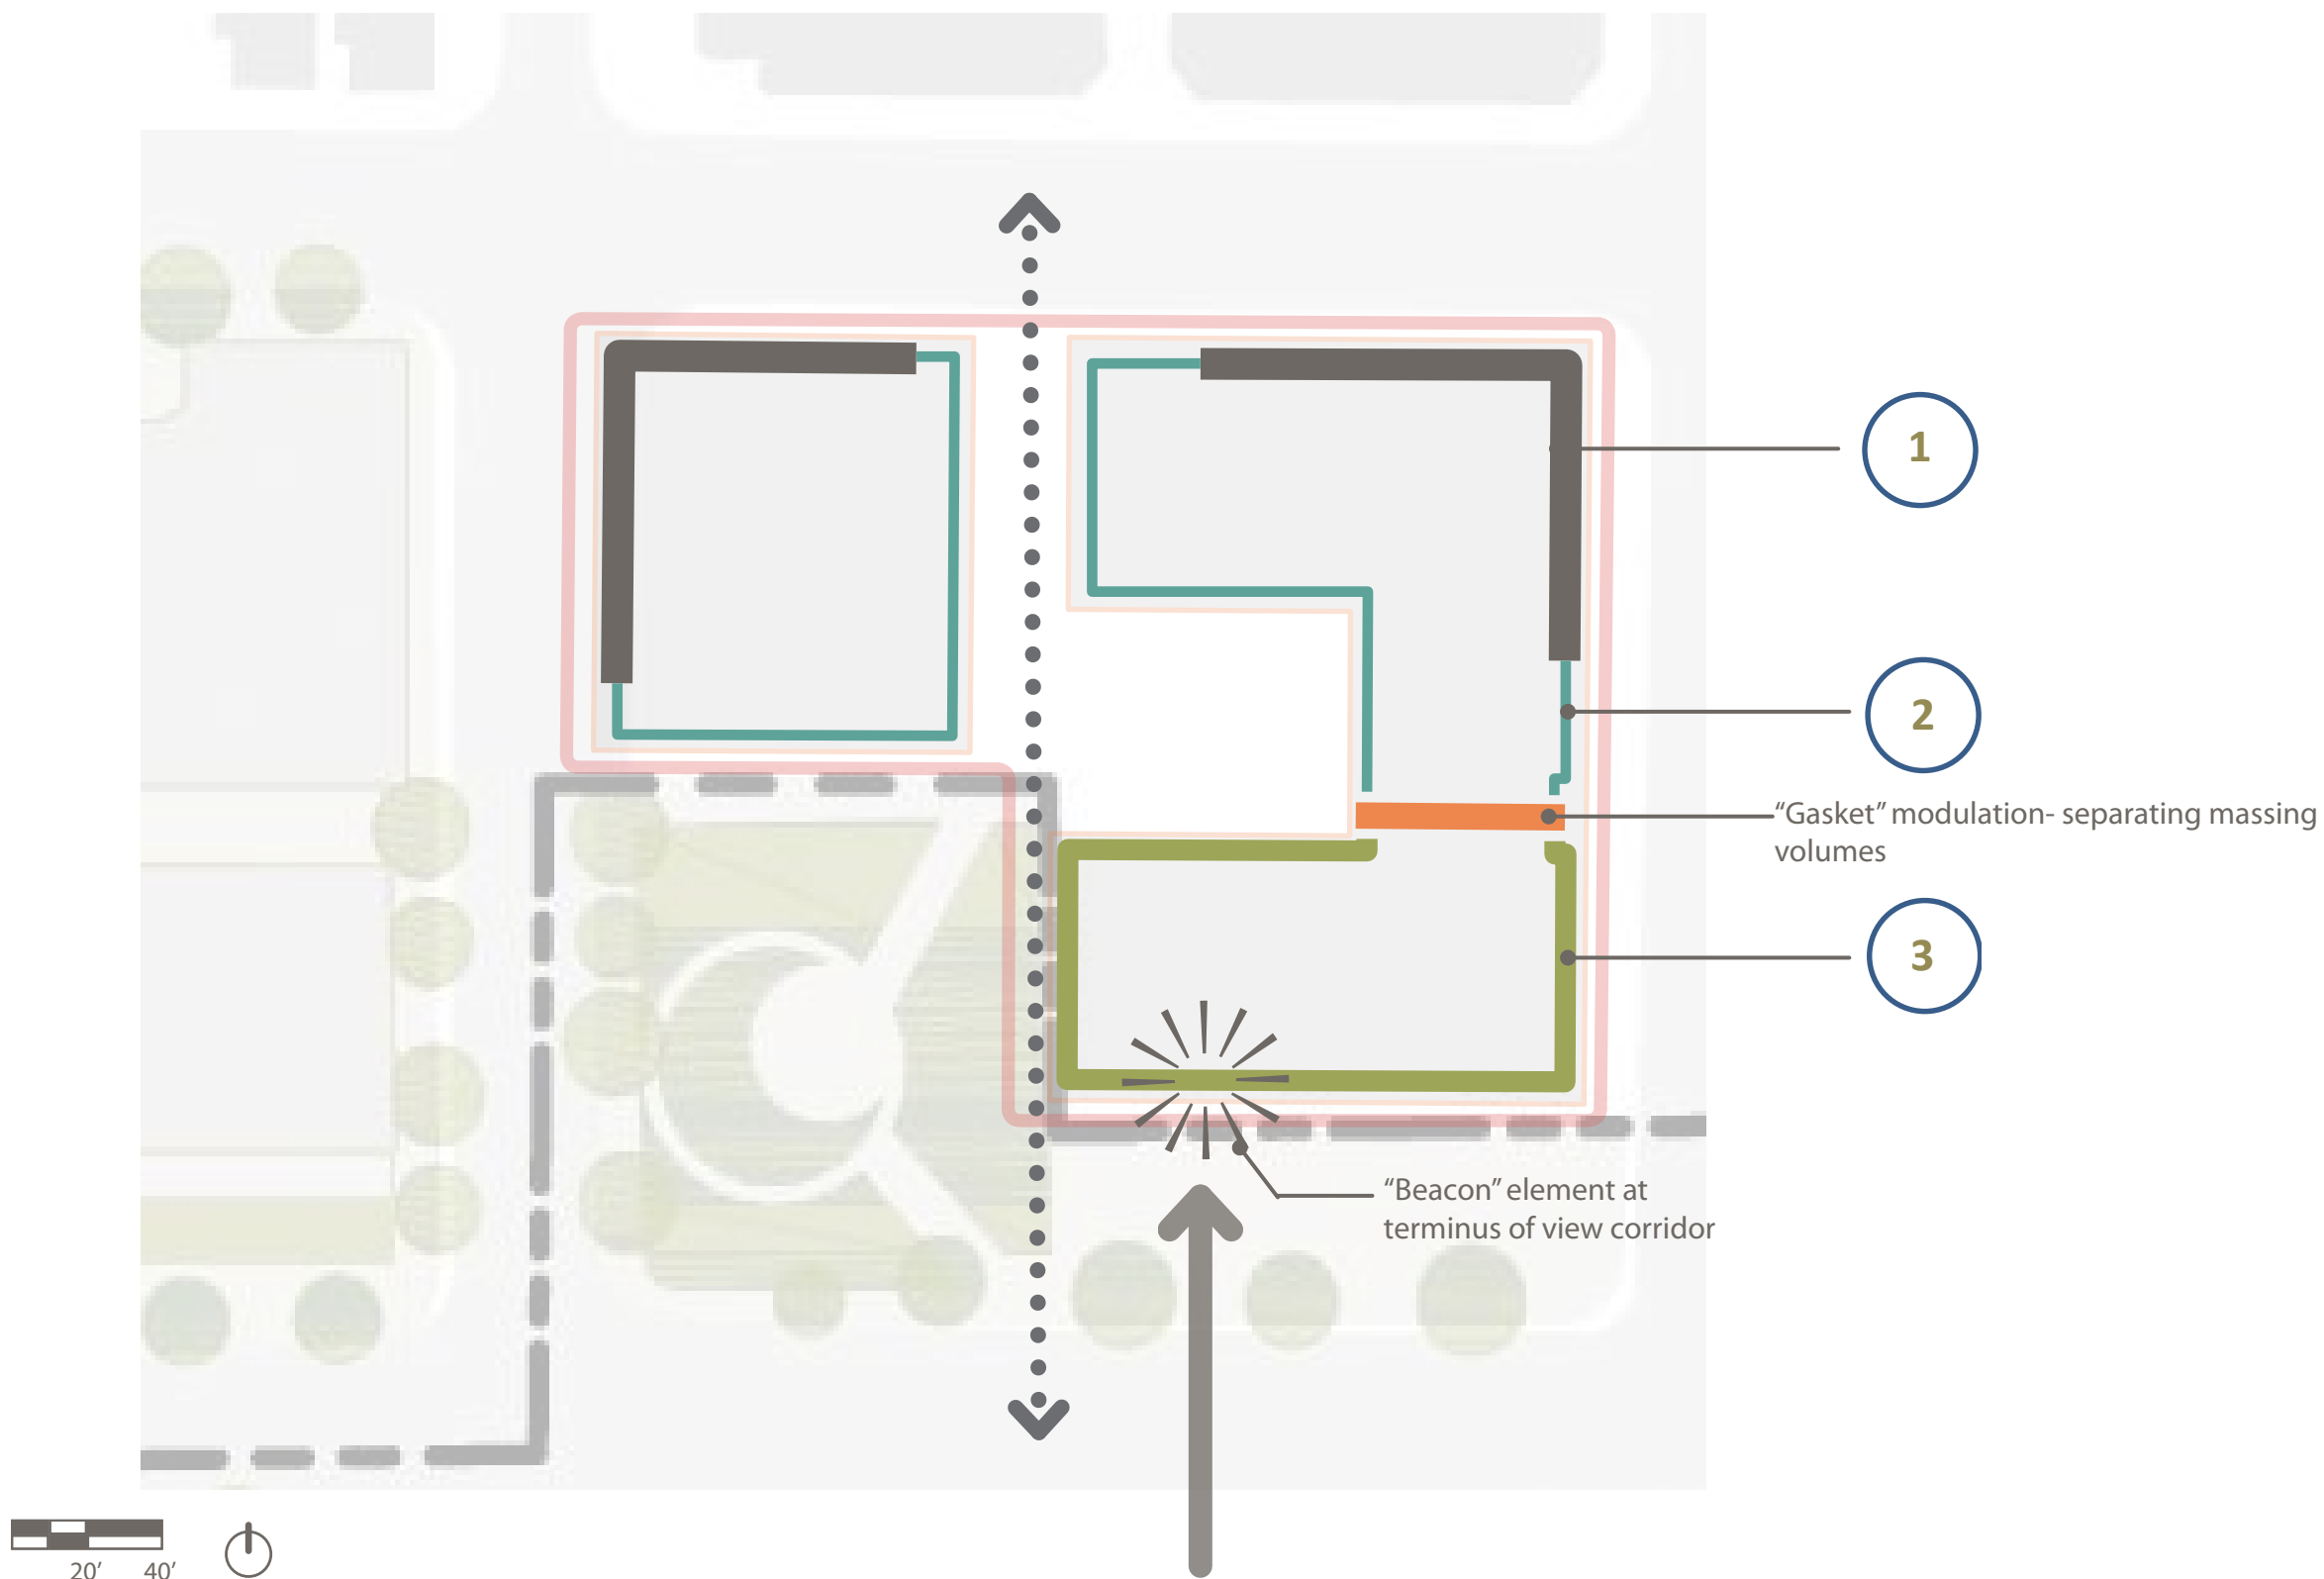 1
2
“Gasket” modulation- separating massing
volumes
3
“Beacon” element at
terminus of view corridor
20’ 40’